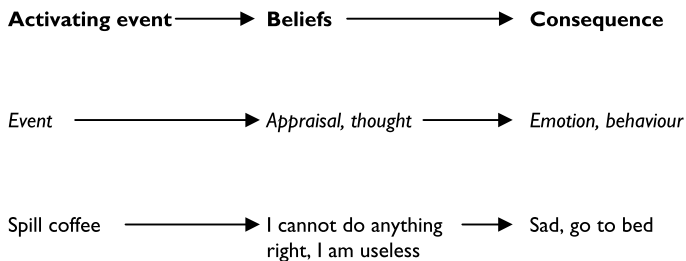 Activating event Beliefs Consequence
Event Appraisal, thought Emotion, behaviour
Spill coffee I cannot do anything Sad, go to bed
right, I am useless